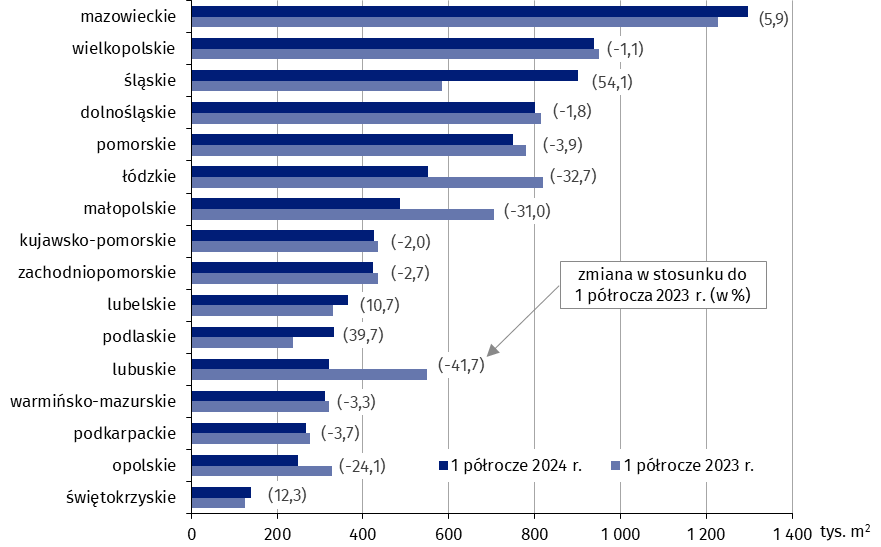 mazowieckie (5,9)
wielkopolskie (-1,1)
śląskie (54,1)
dolnośląskie (-1,8)
pomorskie (-3,9)
łódzkie (-32,7)
małopolskie (-31,0)
kujawsko-pomorskie (-2,0)
zachodniopomorskie (-2,7)
zmiana w stosunku do
1 półrocza 2023 r. (w %)
lubelskie (10,7)
podlaskie (39,7)
lubuskie (-41,7)
warmińsko-mazurskie (-3,3)
podkarpackie (-3,7)
opolskie (-24,1)
1 półrocze 2024 r. 1 półrocze 2023 r.
świętokrzyskie (12,3)
0 200 400 600 800 1 000 1 200 1 400 tys. m²